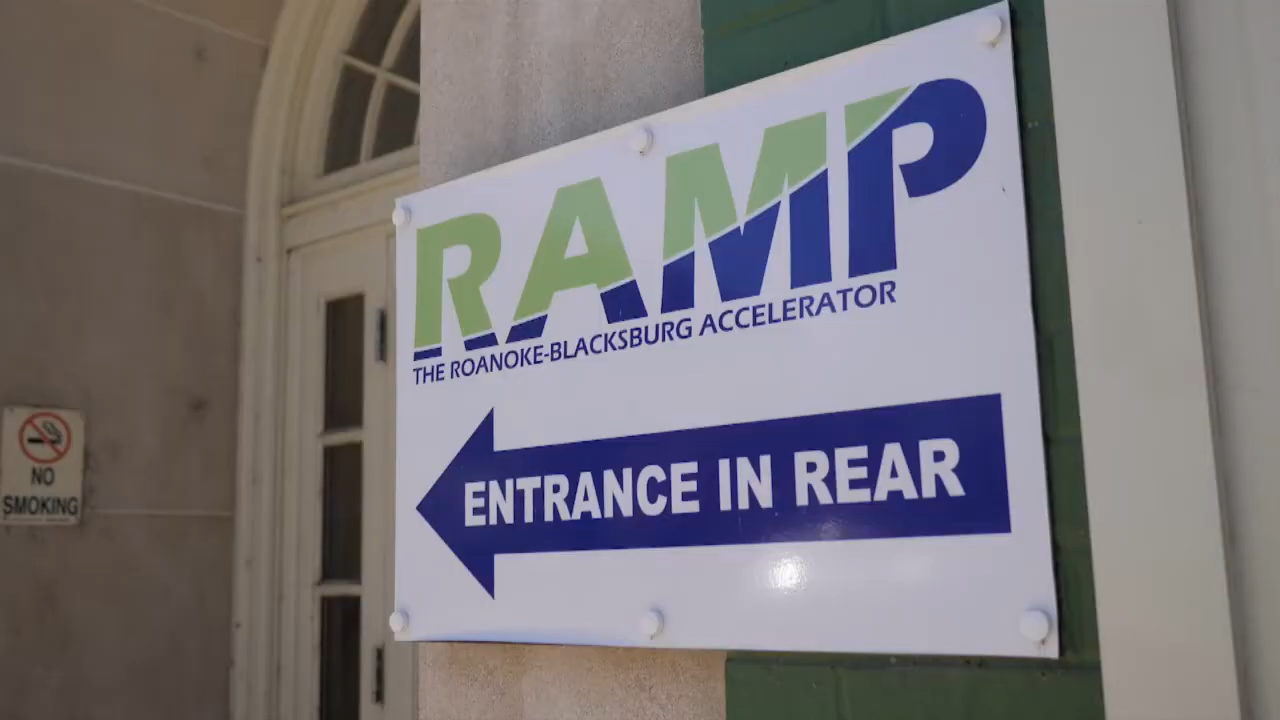 RAMP
THE ROANOKE-BLACKSBURG ACCELERATOR
ENTRANCE IN REAR
NO
SMOKING